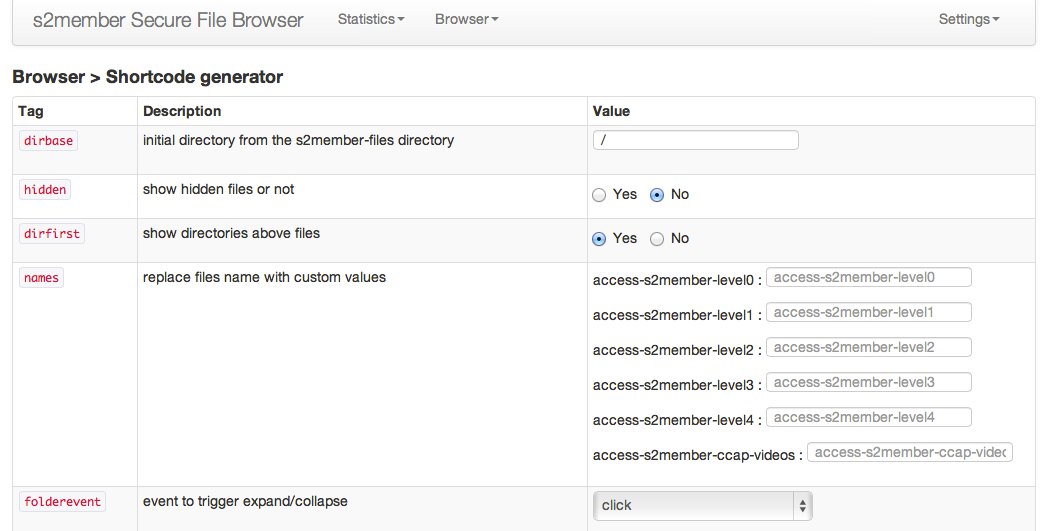 s2member Secure File Browser Statistics Browser Settings
Browser > Shortcode generator
Tag Description Value
dirbase initial directory from the s2member-files directory /
hidden show hidden files or not Yes No
dirfirst show directories above files Yes No
names replace files name with custom values access-s2member-level0 : access-s2member-level0
access-s2member-level1 : access-s2member-level1
access-s2member-level2 : access-s2member-level2
access-s2member-level3 : access-s2member-level3
access-s2member-level4 : access-s2member-level4
access-s2member-ccap-videos : access-s2member-ccap-videc
folderevent event to trigger expand/collapse click